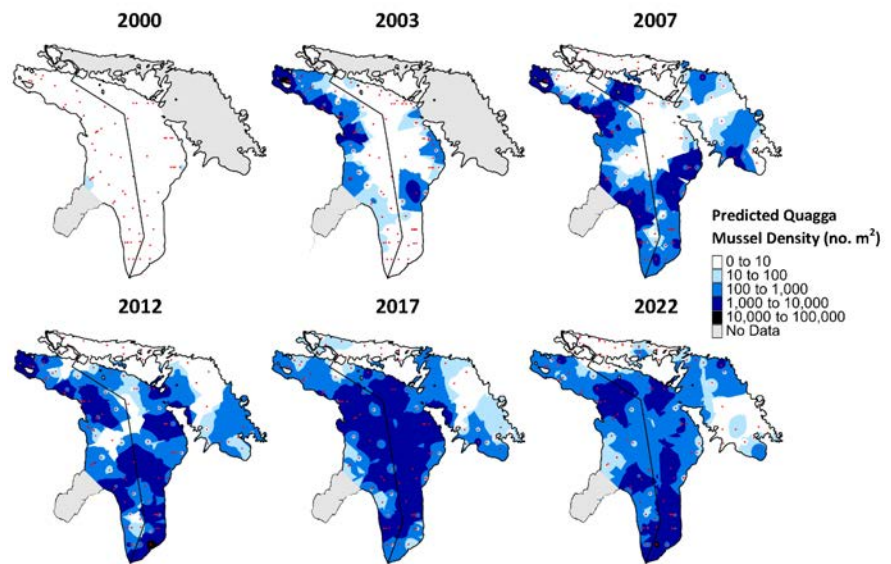 2000
2003
2007
Predicted Quagga
Mussel Density (no. m²)
0 to 10
10 to 100
100 to 1,000
1,000 to 10,000
10,000 to 100,000
No Data
2012
2017
2022